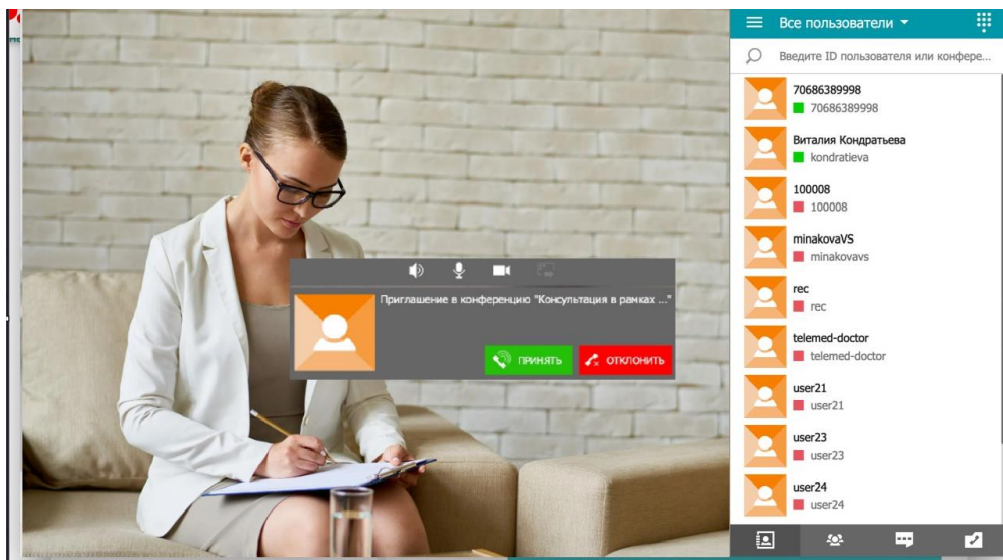 Все пользователи
Введите ID пользователя или конфере...
70686389998
70686389998
Виталия Кондратьева
kondratieva
100008
100008
minakovaVS
minakovavs
rec
rec
telemed-doctor
telemed-doctor
user21
user21
user23
user23
user24
user24
Приглашение в конференцию "Консультация в рамках ..."
ПРИНЯТЬ
ОТКЛОНИТЬ